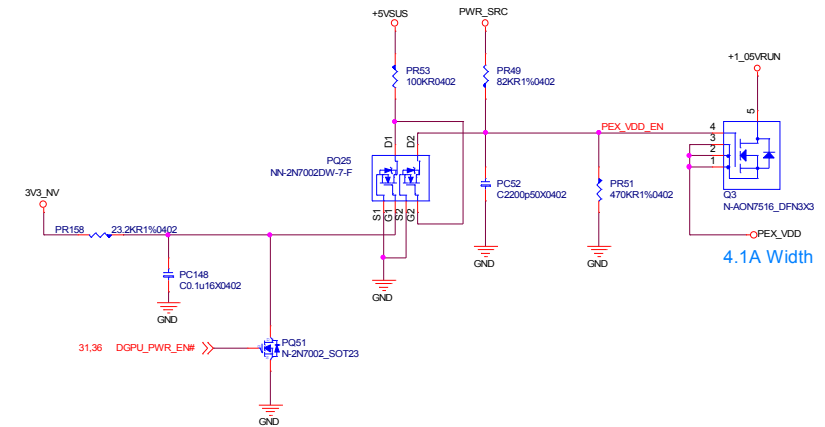 +5VSUS
PWR_SRC
+1_05VRUN
PR53
100KR0402
PR49
82KR1%0402
5
PEX_VDD_EN
4
3
2
1
D1
D2
PQ25
NN-2N7002DW-7-F
S1
G1
S2
G2
PC52
C2200p50X0402
PR51
470KR1%0402
Q3
N-AON7516_DFN3X3
3V3_NV
PR158
23.2KR1%0402
PEX_VDD
4.1A Width
GND
GND
PC148
C0.1u16X0402
GND
GND
PQ51
N-2N7002_SOT23
31,36 DGPU_PWR_EN#
GND